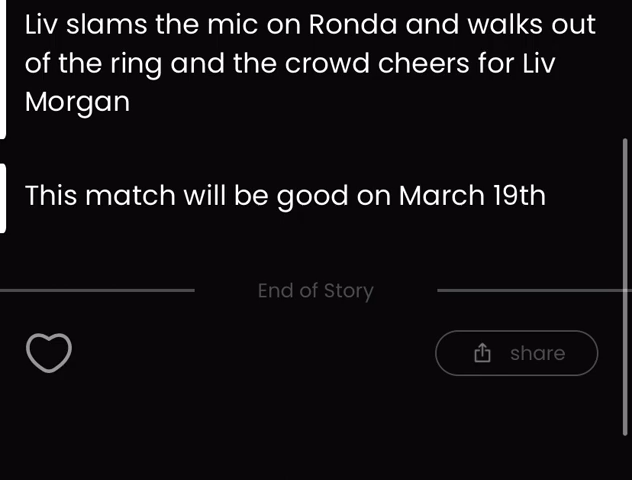 Liv slams the mic on Ronda and walks out
of the ring and the crowd cheers for Liv
Morgan
This match will be good on March 19th
End of Story
share